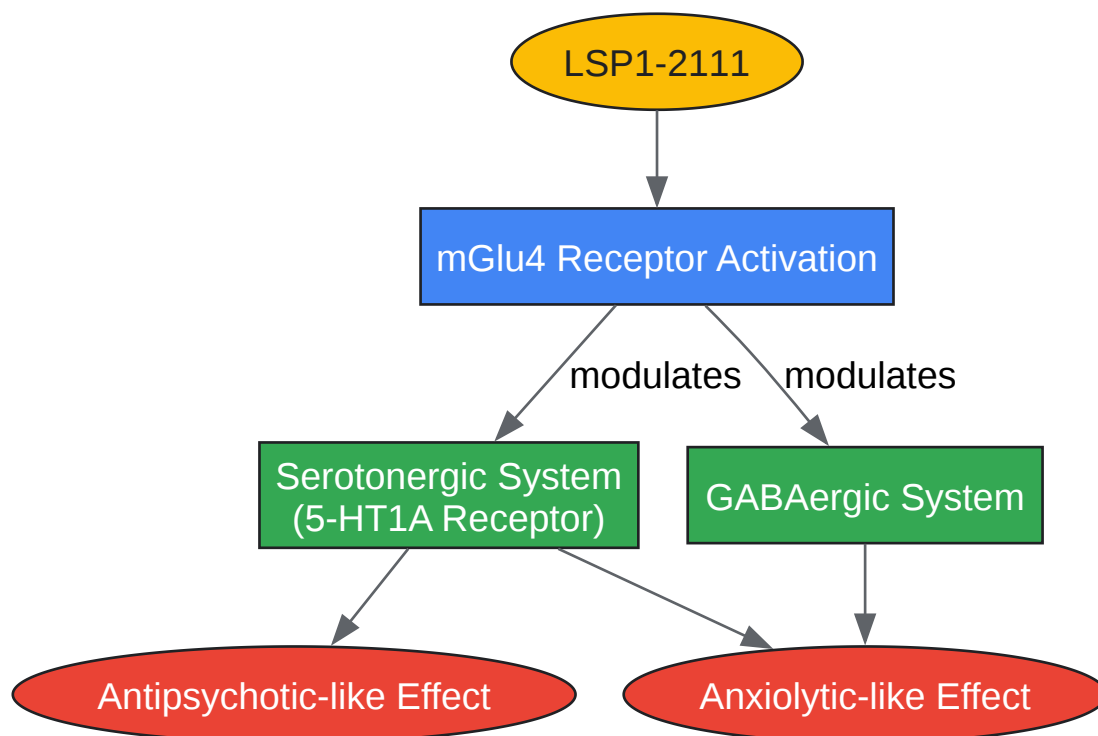 LSP1-2111
mGlu4 Receptor Activation
modulates
modulates
Serotonergic System
(5-HT1A Receptor)
GABAergic System
Antipsychotic-like Effect
Anxiolytic-like Effect